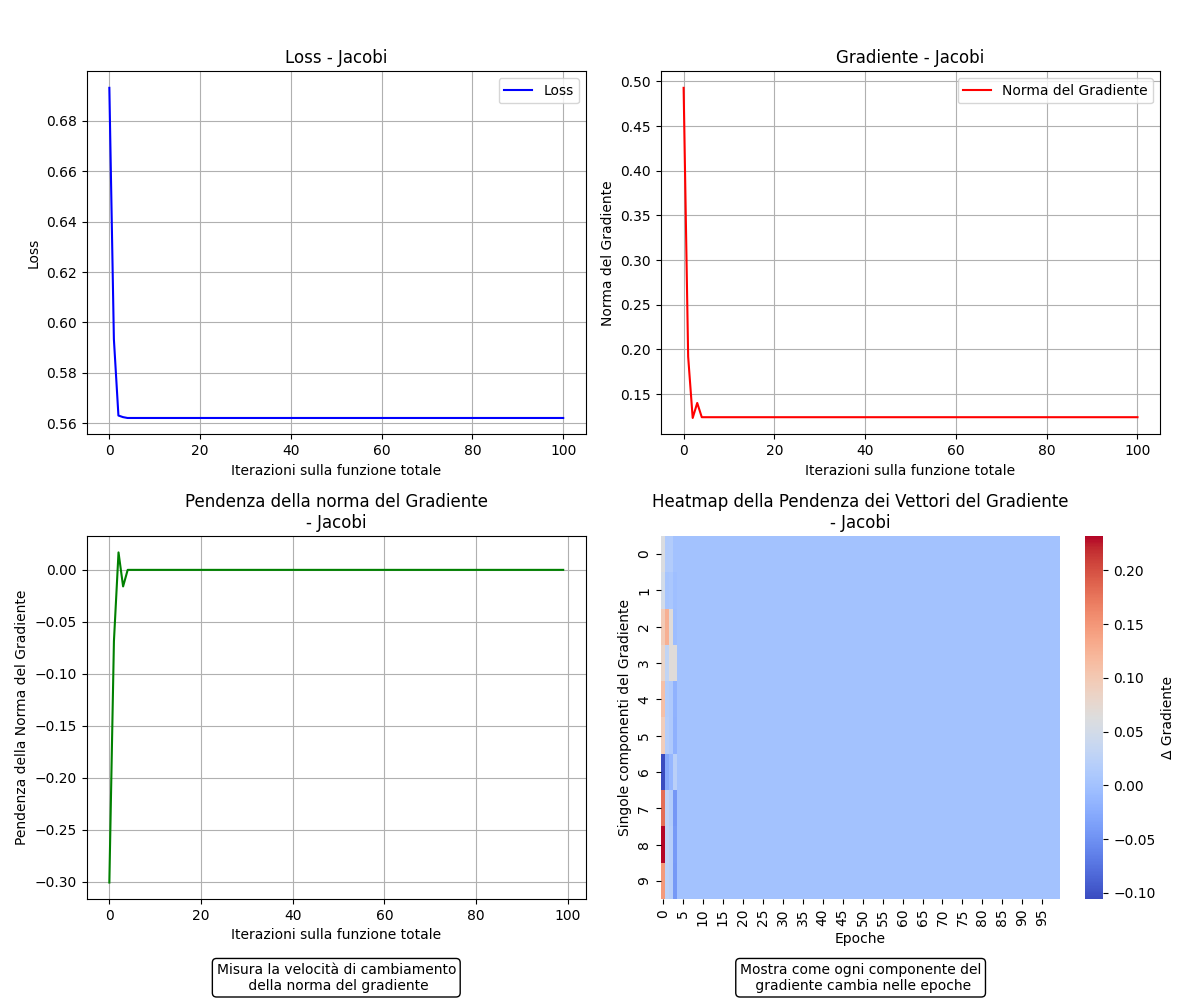 Loss - Jacobi
Loss
0.68
0.66
0.64
0.62
0.60
0.58
0.56
Loss
0 20 40 60 80 100
Iterazioni sulla funzione totale
Gradiente - Jacobi
Norma del Gradiente
0.50
0.45
0.40
0.35
0.30
0.25
0.20
0.15
Norma del Gradiente
0 20 40 60 80 100
Iterazioni sulla funzione totale
Pendenza della norma del Gradiente
- Jacobi
0.00
−0.05
−0.10
−0.15
−0.20
−0.25
−0.30
Pendenza della Norma del Gradiente
0 20 40 60 80 100
Iterazioni sulla funzione totale
Misura la velocità di cambiamento
della norma del gradiente
Heatmap della Pendenza dei Vettori del Gradiente
- Jacobi
0
1
2
3
4
5
6
7
8
9
Singole componenti del Gradiente
0 5 10 15 20 25 30 35 40 45 50 55 60 65 70 75 80 85 90 95
Epoche
0.20
0.15
0.10
0.05
0.00
−0.05
−0.10
Δ Gradiente
Mostra come ogni componente del
gradiente cambia nelle epoche